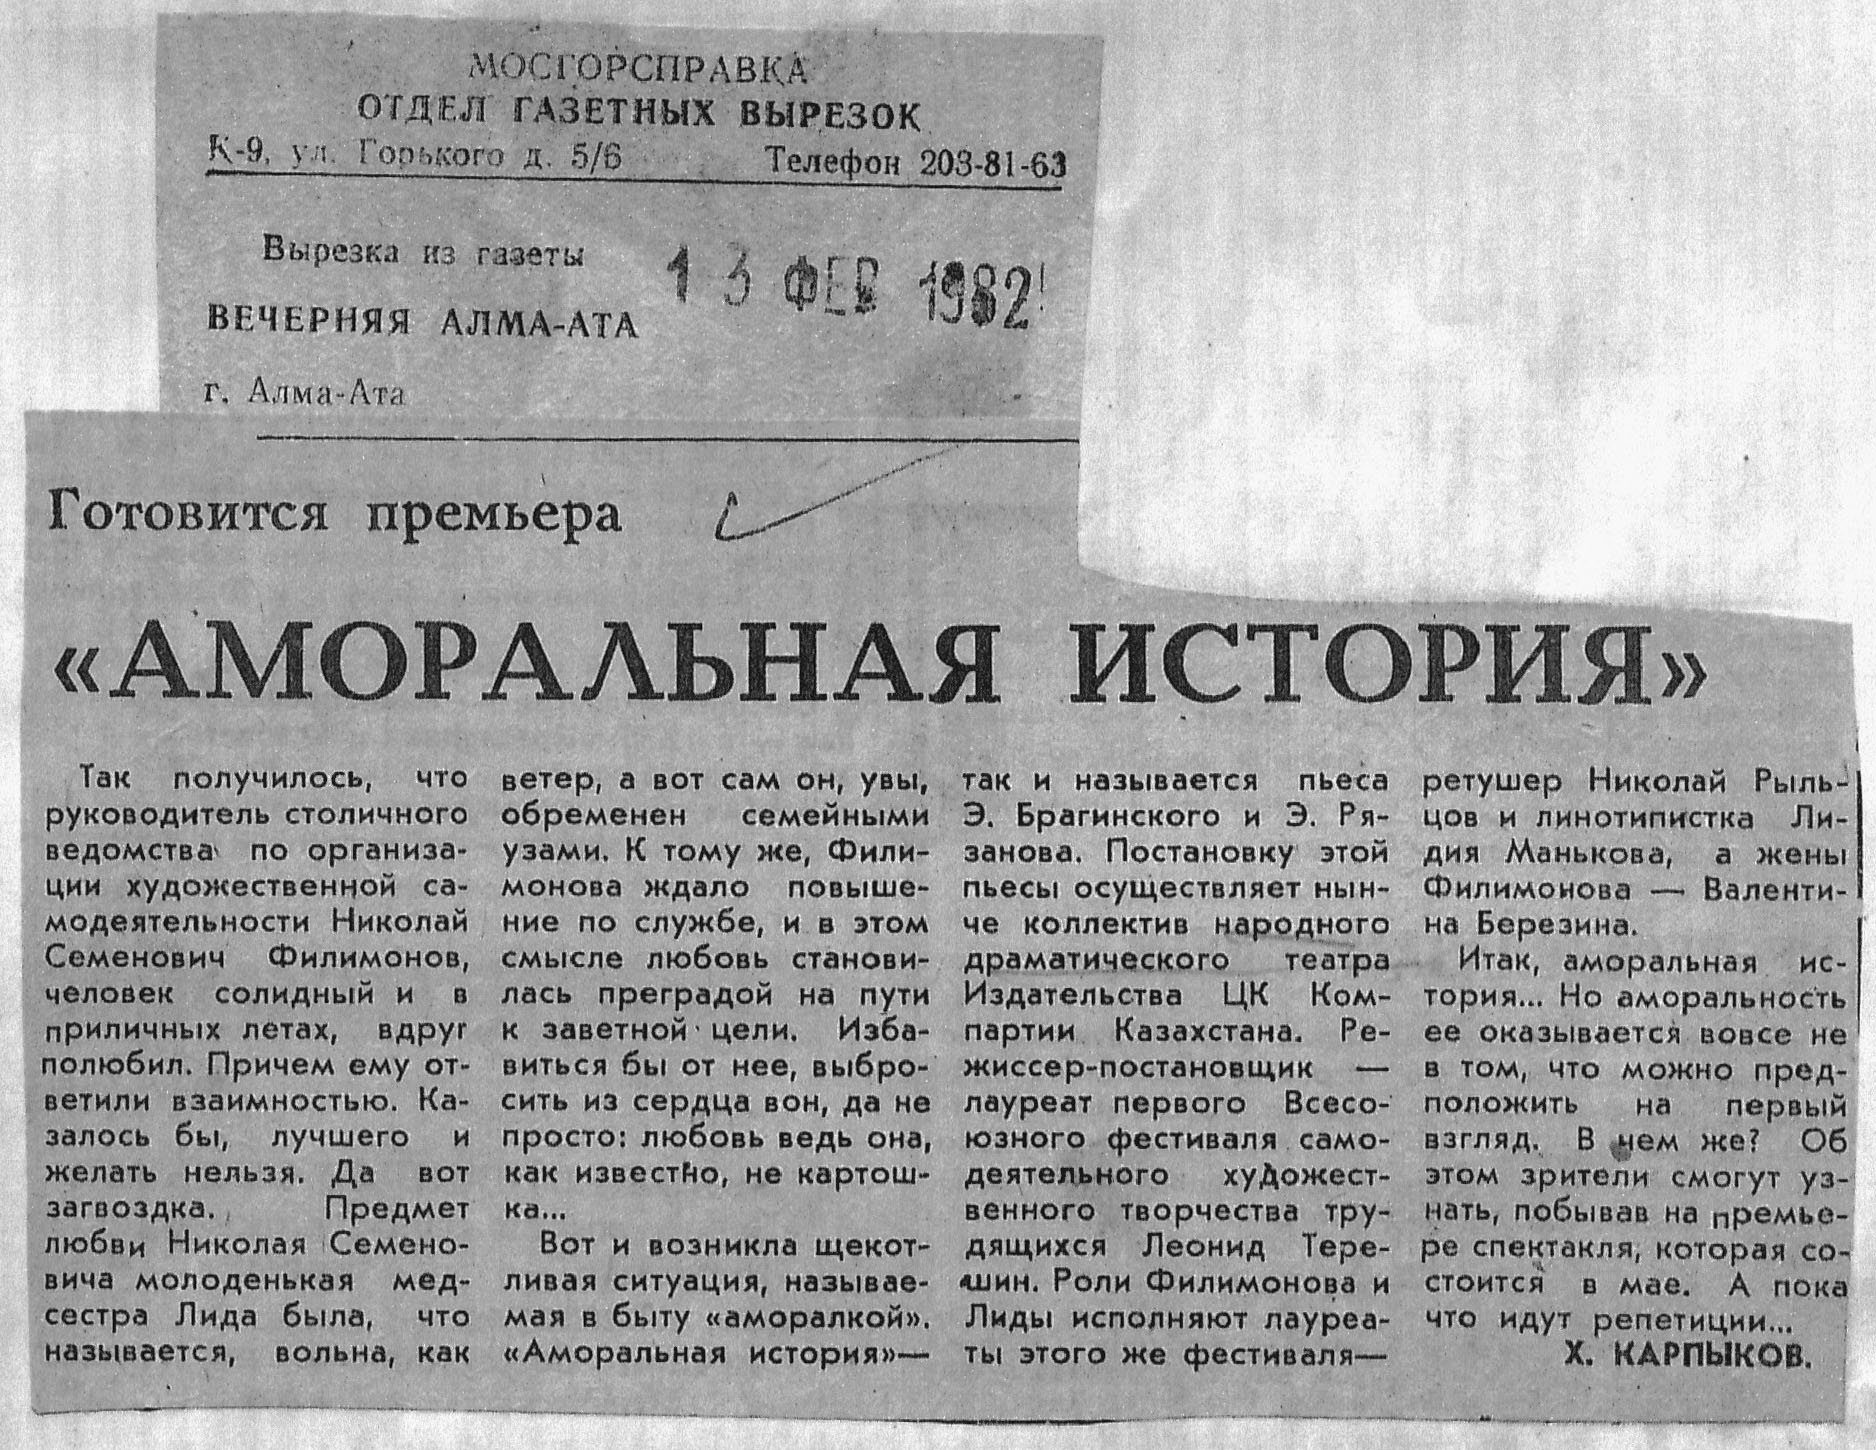 МОСГОРСПРАВКА
ОТДЕЛ ГАЗЕТНЫХ ВЫРЕЗОК
К-9, ул. Горького д. 5/6 Телефон 203-81-63
Вырезка из газеты
13 ФЕВ 1982
ВЕЧЕРНЯЯ АЛМА-АТА
г. Алма-Ата
Готовится премьера
«АМОРАЛЬНАЯ ИСТОРИЯ»
Так получилось, что
руководитель столичного
ведомства по организа-
ции художественной са-
модеятельности Николай
Семенович Филимонов,
человек солидный и в
приличных летах, вдруг
полюбил. Причем ему от-
ветили взаимностью. Ка-
залось бы, лучшего и
желать нельзя. Да вот
загвоздка. Предмет
любви Николая Семено-
вича молоденькая мед-
сестра Лида была, что
называется, вольна, как
ветер, а вот сам он, увы,
обременен семейными
узами. К тому же, Фили-
монова ждало повыше-
ние по службе, и в этом
смысле любовь станови-
лась преградой на пути
к заветной цели. Изба-
виться бы от нее, выбро-
сить из сердца вон, да не
просто: любовь ведь она,
как известно, не картош-
ка...
Вот и возникла щекот-
ливая ситуация, называе-
мая в быту «аморалкой».
«Аморальная история»—
так и называется пьеса
Э. Брагинского и Э. Ря-
занова. Постановку этой
пьесы осуществляет нын-
че коллектив народного
драматического театра
Издательства ЦК Ком-
партии Казахстана. Ре-
жиссер-постановщик —
лауреат первого Всесо-
юзного фестиваля само-
деятельного художест-
венного творчества тру-
дящихся Леонид Тере-
шин. Роли Филимонова и
Лиды исполняют лауреа-
ты этого же фестиваля—
ретушер Николай Рыль-
цов и линотипистка Ли-
дия Манькова, а жены
Филимонова — Валенти-
на Березина.
Итак, аморальная ис-
тория... Но аморальность
ее оказывается вовсе не
в том, что можно пред-
положить на первый
взгляд. В чем же? Об
этом зрители смогут уз-
нать, побывав на премье-
ре спектакля, которая со-
стоится в мае. А пока
что идут репетиции...
Х. КАРПЫКОВ.